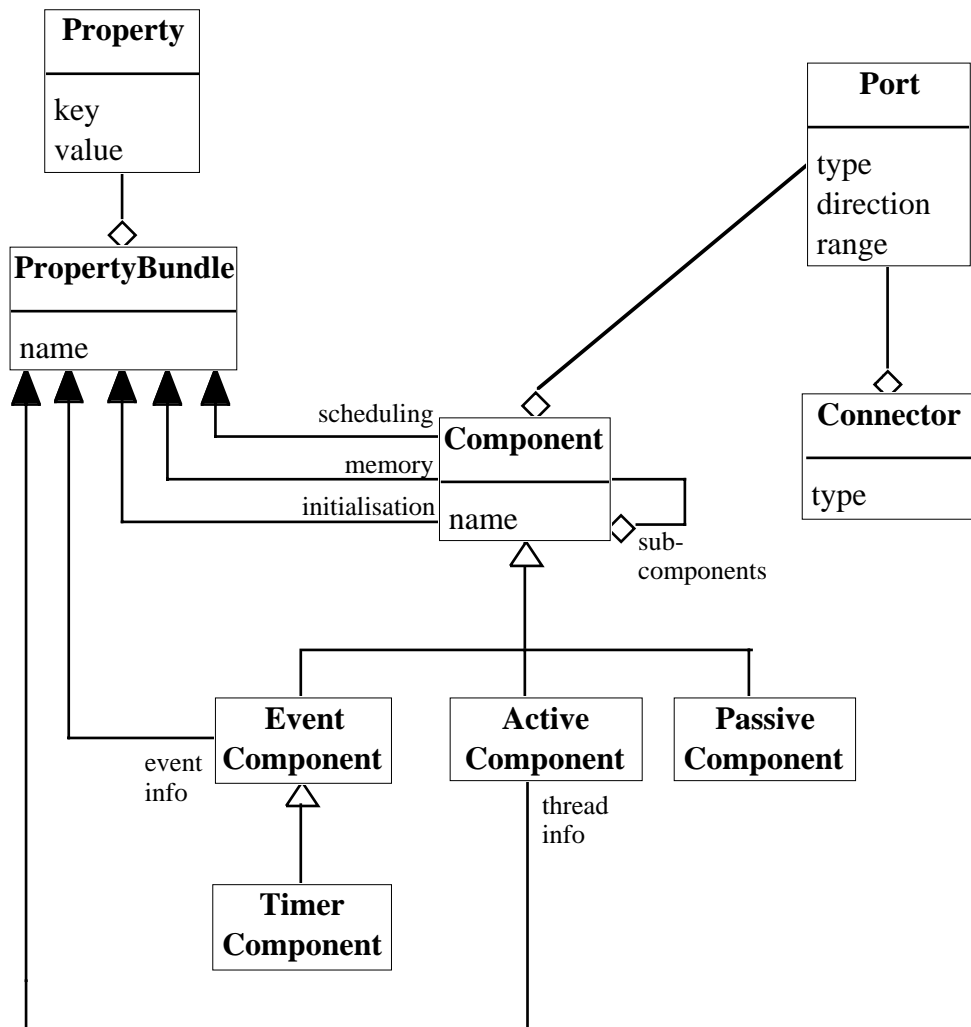 Property
key
value
Port
type
direction
range
PropertyBundle
name
scheduling
memory
initialisation
Component
name
sub-
components
Connector
type
Event
Component
Active
Component
Passive
Component
event
info
thread
info
Timer
Component